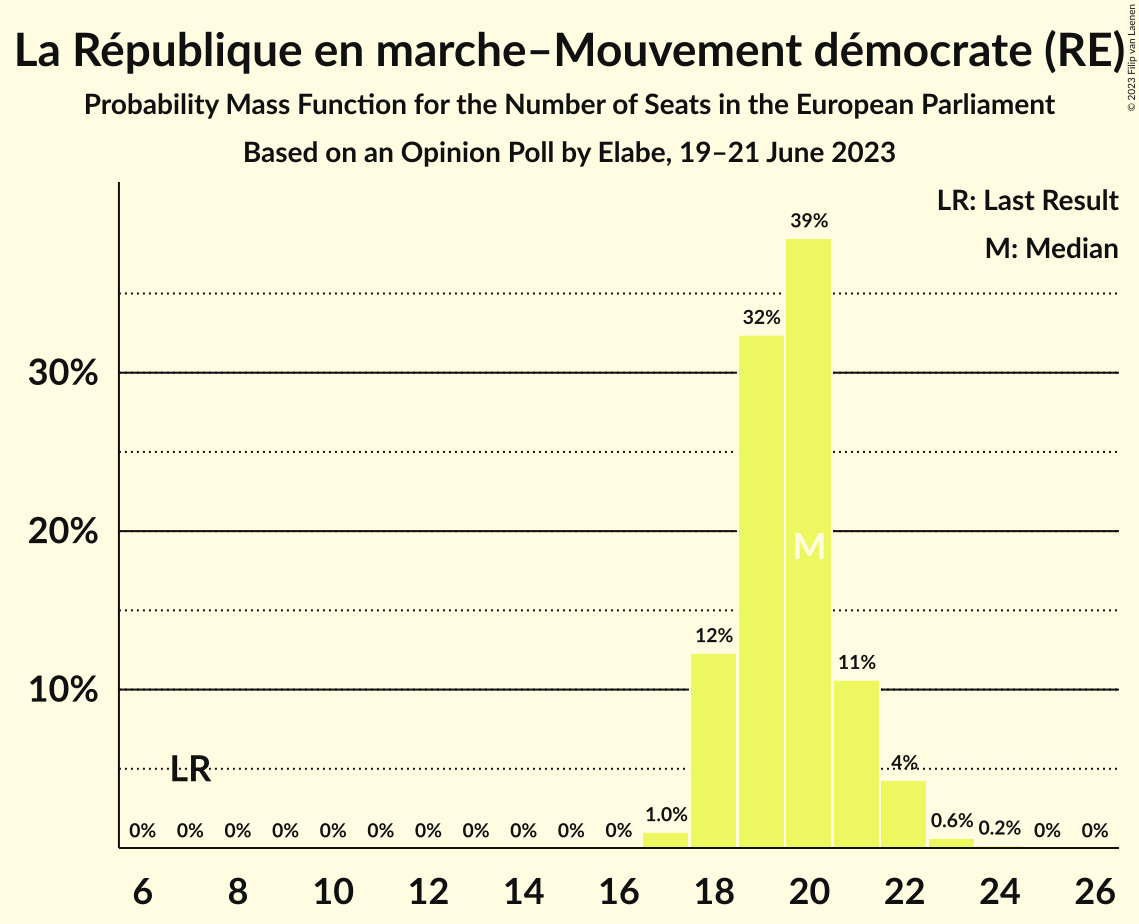 La République en marche–Mouvement démocrate (RE)
Probability Mass Function for the Number of Seats in the European Parliament
Based on an Opinion Poll by Elabe, 19–21 June 2023
© 2023 Filip van Laenen
LR: Last Result
M: Median
39%
32%
30%
20%
M
12%
11%
10%
LR
4%
0% 0% 0% 0% 0% 0% 0% 0% 0% 0% 0% 1.0% 0.6% 0.2% 0% 0%
6 8 10 12 14 16 18 20 22 24 26